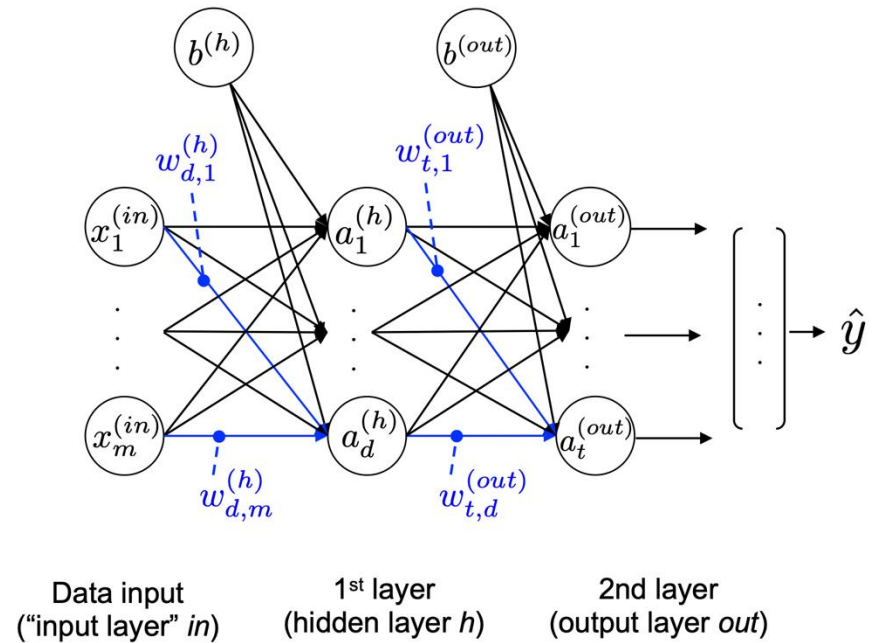 b^{(h)} b^{(out)}
w_{d,1}^{(h)} w_{t,1}^{(out)}
x_1^{(in)} a_1^{(h)} a_1^{(out)}
. . . . . . . . . . . . ŷ
x_m^{(in)} a_d^{(h)} a_t^{(out)}
w_{d,m}^{(h)} w_{t,d}^{(out)}
Data input 1st layer 2nd layer
(“input layer” in) (hidden layer h) (output layer out)